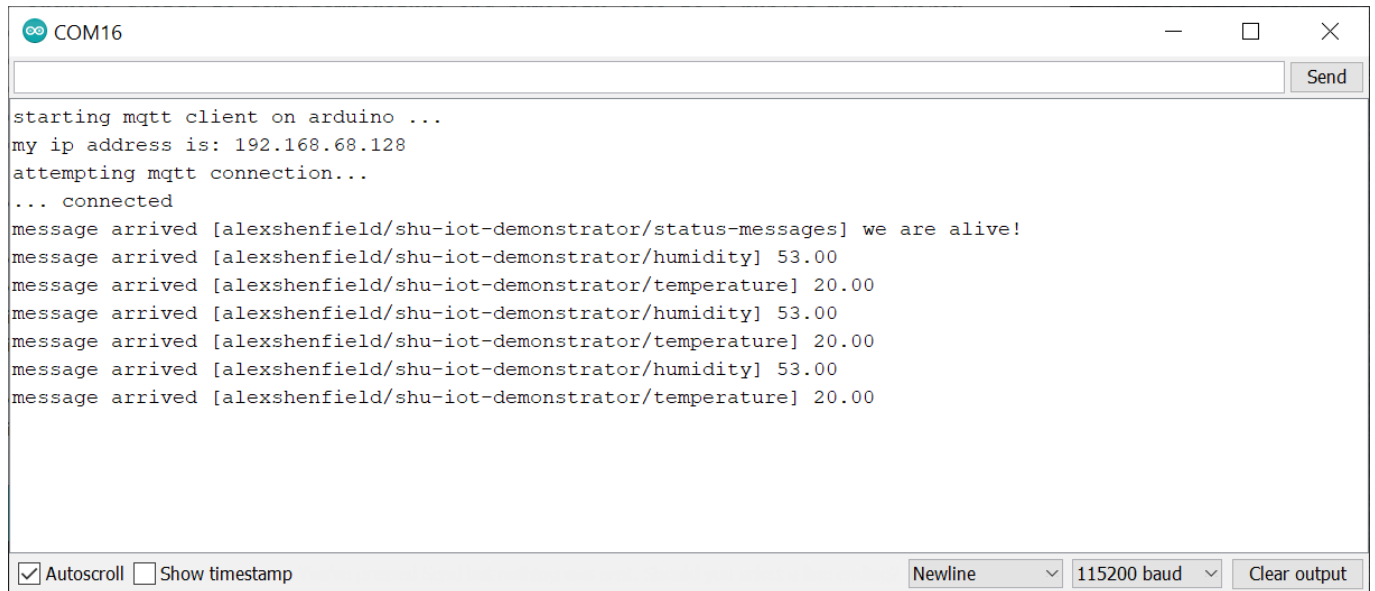 COM16
Send
starting mqtt client on arduino ...
my ip address is: 192.168.68.128
attempting mqtt connection...
... connected
message arrived [alexshenfield/shu-iot-demonstrator/status-messages] we are alive!
message arrived [alexshenfield/shu-iot-demonstrator/humidity] 53.00
message arrived [alexshenfield/shu-iot-demonstrator/temperature] 20.00
message arrived [alexshenfield/shu-iot-demonstrator/humidity] 53.00
message arrived [alexshenfield/shu-iot-demonstrator/temperature] 20.00
message arrived [alexshenfield/shu-iot-demonstrator/humidity] 53.00
message arrived [alexshenfield/shu-iot-demonstrator/temperature] 20.00
Autoscroll Show timestamp Newline 115200 baud Clear output